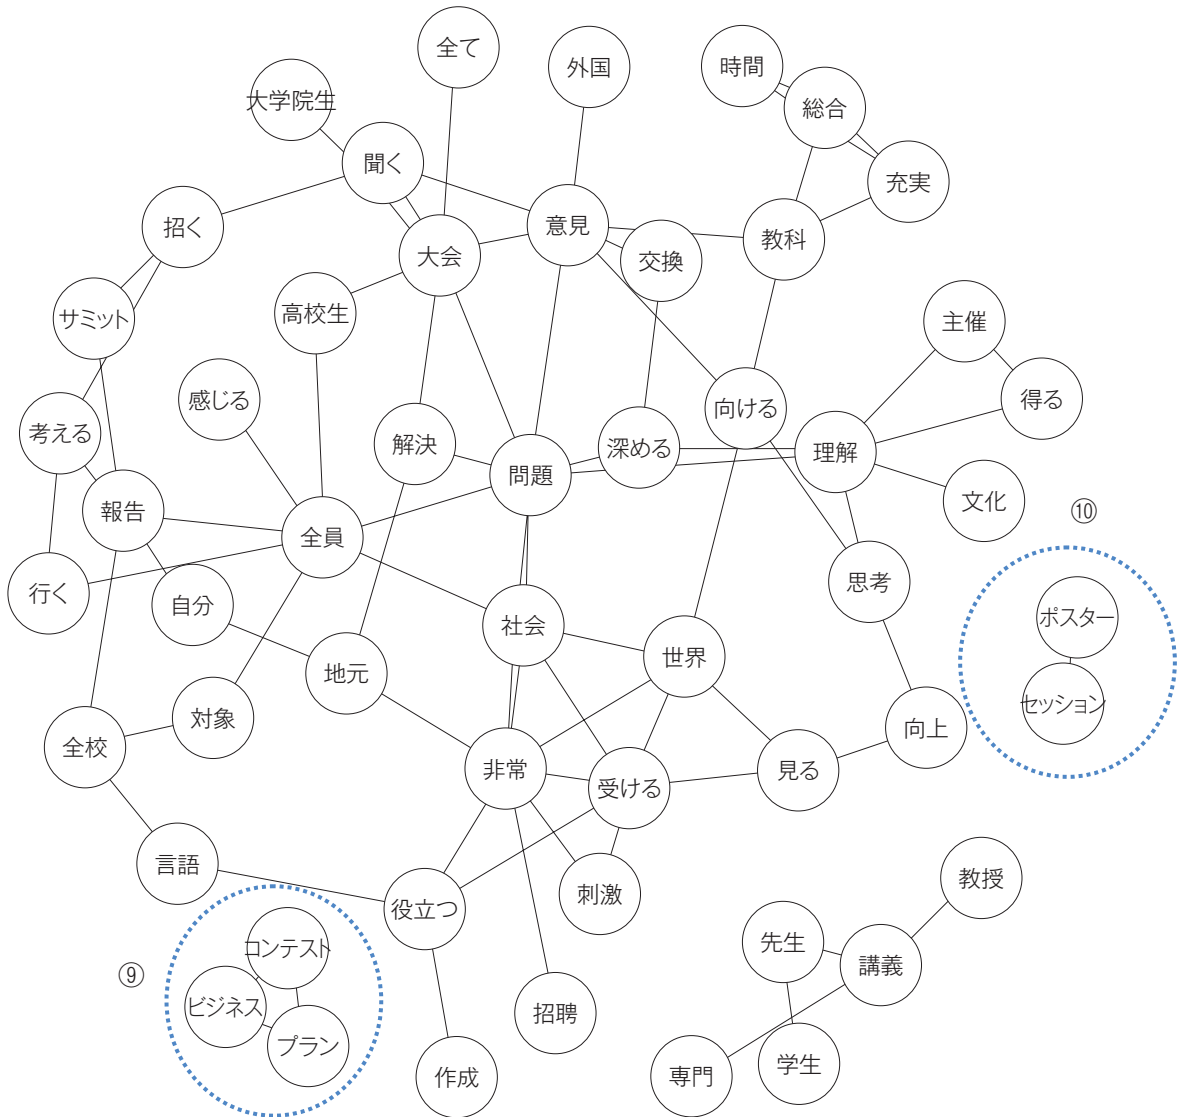 全て
外国
時間
大学院生
総合
聞く
充実
招く
意見
教科
大会
交換
サミット
高校生
主催
感じる
得る
考える
向ける
解決
深める
理解
問題
文化
報告
⑩
全員
思考
行く
自分
社会
ポスター
世界
地元
セッション
対象
全校
向上
非常
見る
受ける
言語
教授
刺激
役立つ
先生
コンテスト
講義
⑨
ビジネス
招聘
プラン
学生
作成
専門